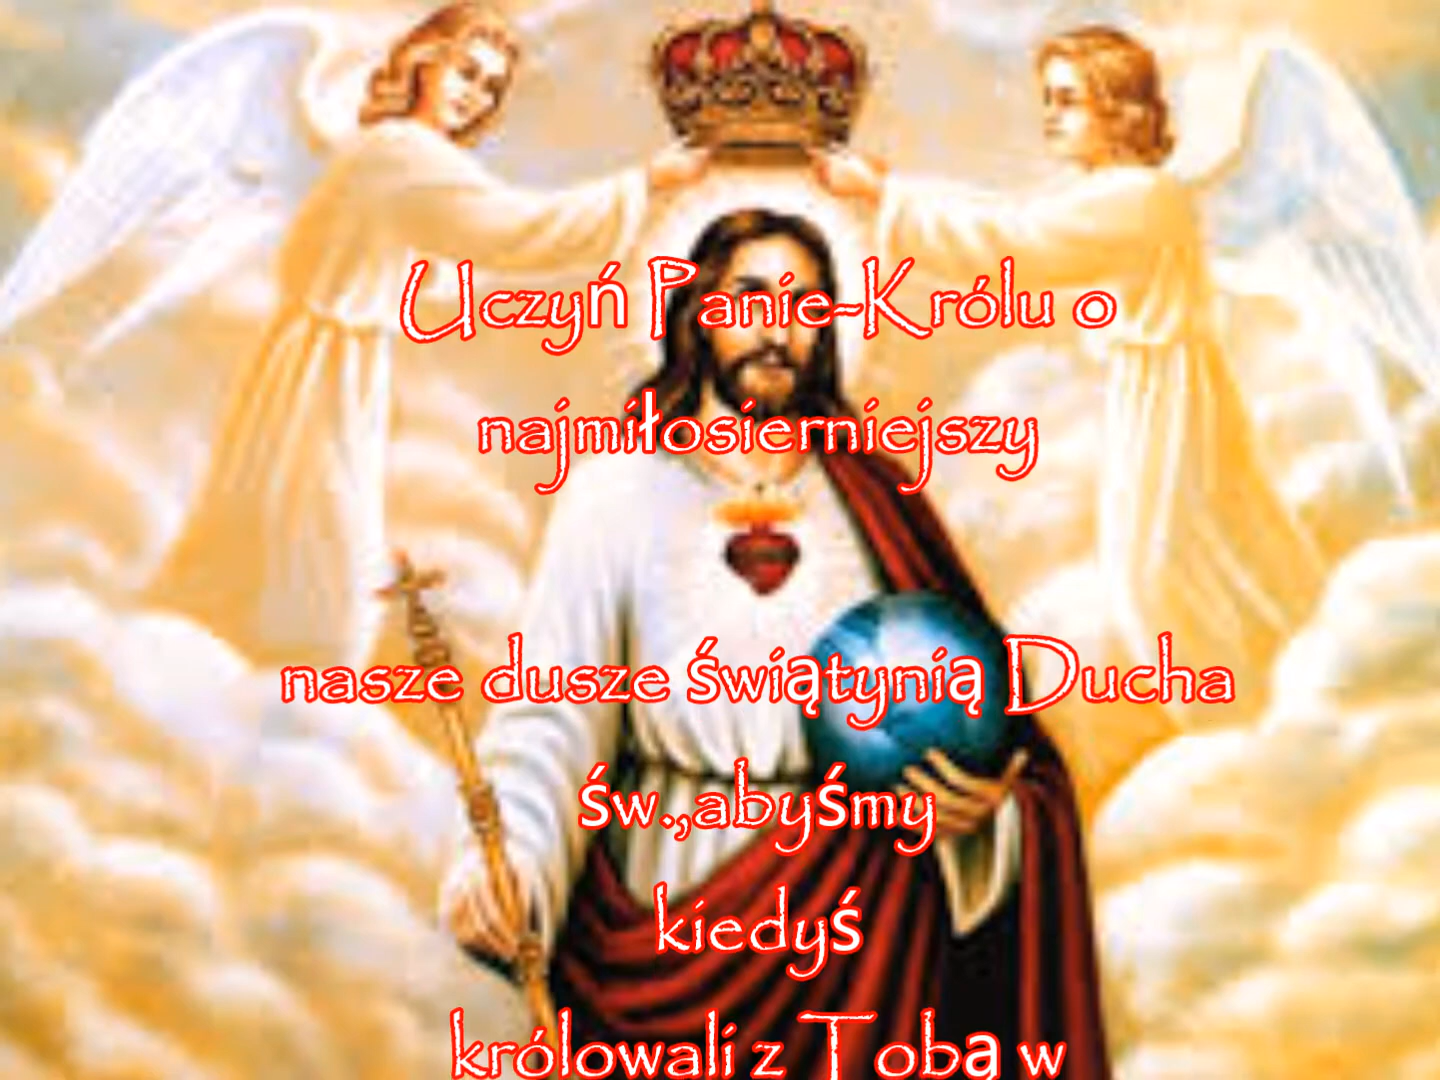 Uczyń Panie-Królu o
najmiłosierniejszy
nasze dusze świątynią Ducha
św.,abyśmy
kiedyś
królowali z Tobą w